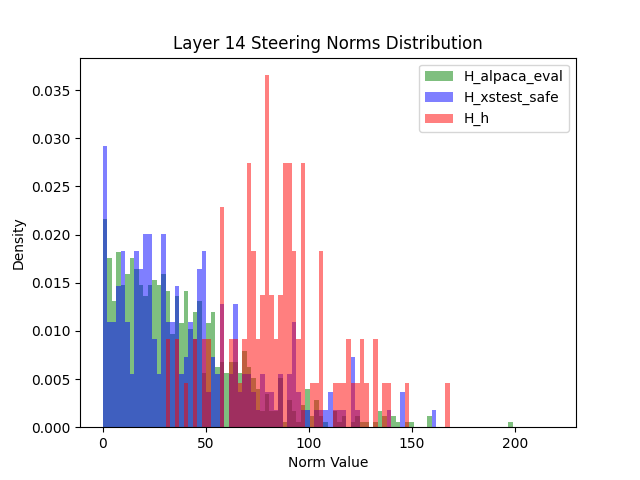 Layer 14 Steering Norms Distribution
H_alpaca_eval
H_xstest_safe
H_h
0.035
0.030
0.025
0.020
0.015
0.010
0.005
0.000
Density
0
50
100
150
200
Norm Value